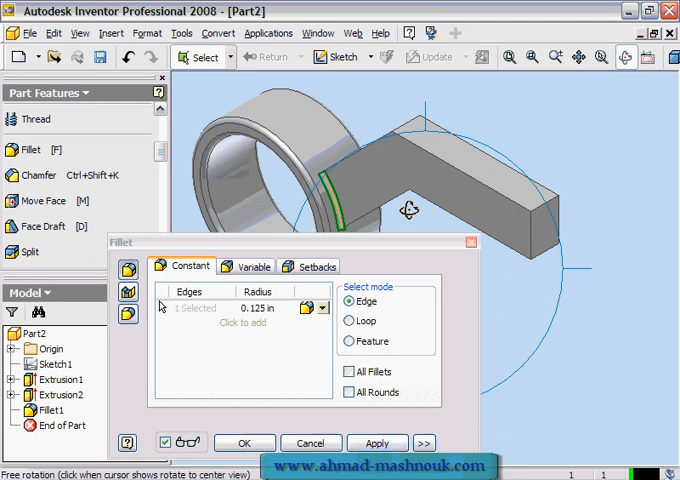 Autodesk Inventor Professional 2008 - [Part2]
File Edit View Insert Format Tools Convert Applications Window Web Help
Select Return Sketch Update
Part Features
Thread
Fillet [F]
Chamfer Ctrl+Shift+K
Move Face [M]
Face Draft [D]
Split
Model
Part2
Origin
Sketch1
Extrusion1
Extrusion2
Fillet1
End of Part
Fillet
Constant Variable Setbacks
Edges Radius
1 Selected 0.125 in
Click to add
Select mode
Edge
Loop
Feature
All Fillets
All Rounds
OK Cancel Apply >>
www.ahmad-mashnouk.com
Free rotation (click when cursor shows rotate to center view) 1 1